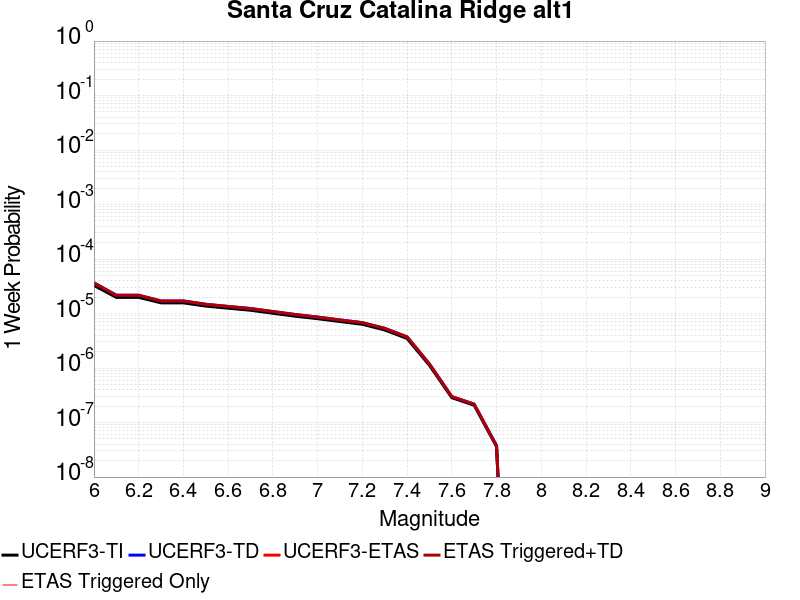 Santa Cruz Catalina Ridge alt1
10^0
10^-1
10^-2
10^-3
10^-4
10^-5
10^-6
10^-7
10^-8
1 Week Probability
6 6.2 6.4 6.6 6.8 7 7.2 7.4 7.6 7.8 8 8.2 8.4 8.6 8.8 9
Magnitude
UCERF3-TI UCERF3-TD UCERF3-ETAS ETAS Triggered+TD
ETAS Triggered Only